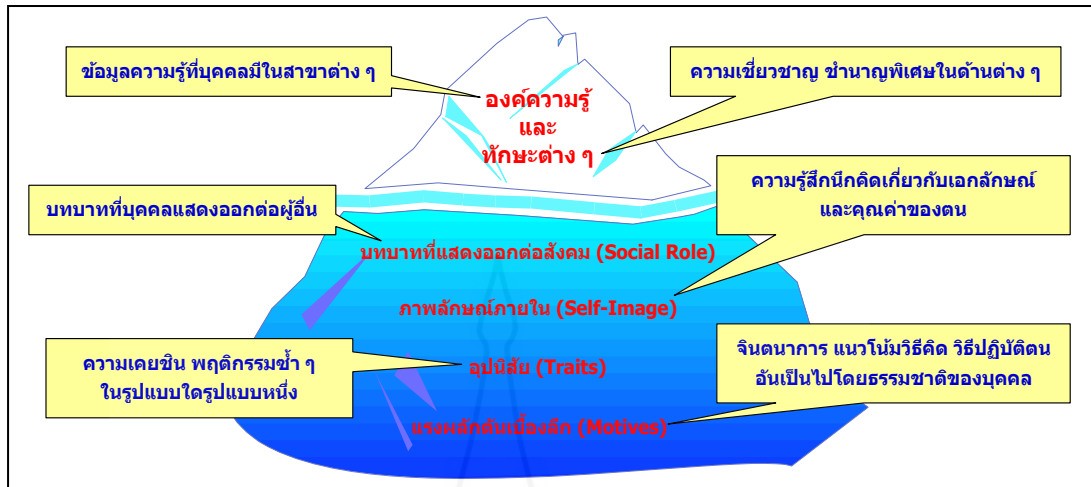 ข้อมูลความรู้ที่บุคคลมีในสาขาต่าง ๆ
ความเชี่ยวชาญ ชำนาญพิเศษในด้านต่าง ๆ
องค์ความรู้
และ
ทักษะต่าง ๆ
บทบาทที่บุคคลแสดงออกต่อผู้อื่น
ความรู้สึกนึกคิดเกี่ยวกับเอกลักษณ์
และคุณค่าของตน
บทบาทที่แสดงออกต่อสังคม (Social Role)
ภาพลักษณ์ภายใน (Self-Image)
ความเคยชิน พฤติกรรมซ้ำ ๆ
ในรูปแบบใดรูปแบบหนึ่ง
อุปนิสัย (Traits)
จินตนาการ แนวโน้มวิธีคิด วิธีปฏิบัติตน
อันเป็นไปโดยธรรมชาติของบุคคล
แรงผลักดันเบื้องลึก (Motives)